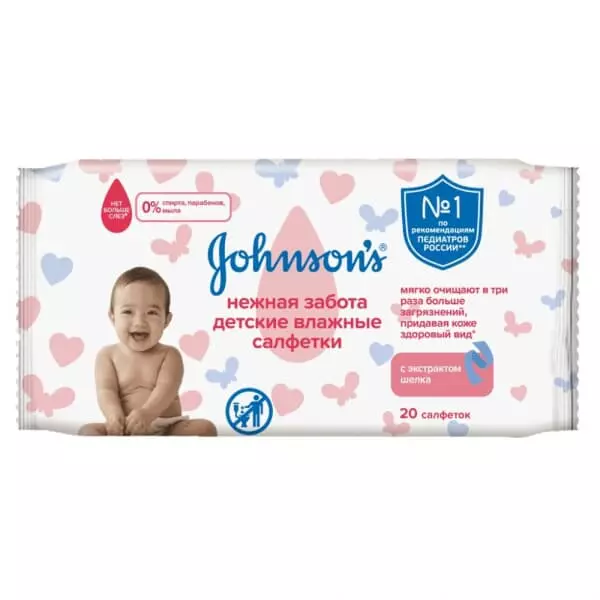 НЕТ
БОЛЬШЕ
СЛЁЗ*
0% спирта, парабенов,
мыла
Johnson's
нежная забота
детские влажные
салфетки
№1
по
рекомендациям
ПЕДИАТРОВ
РОССИИ**
мягко очищают в три
раза больше
загрязнений,
придавая коже
здоровый вид*
с экстрактом
шелка
20 салфеток